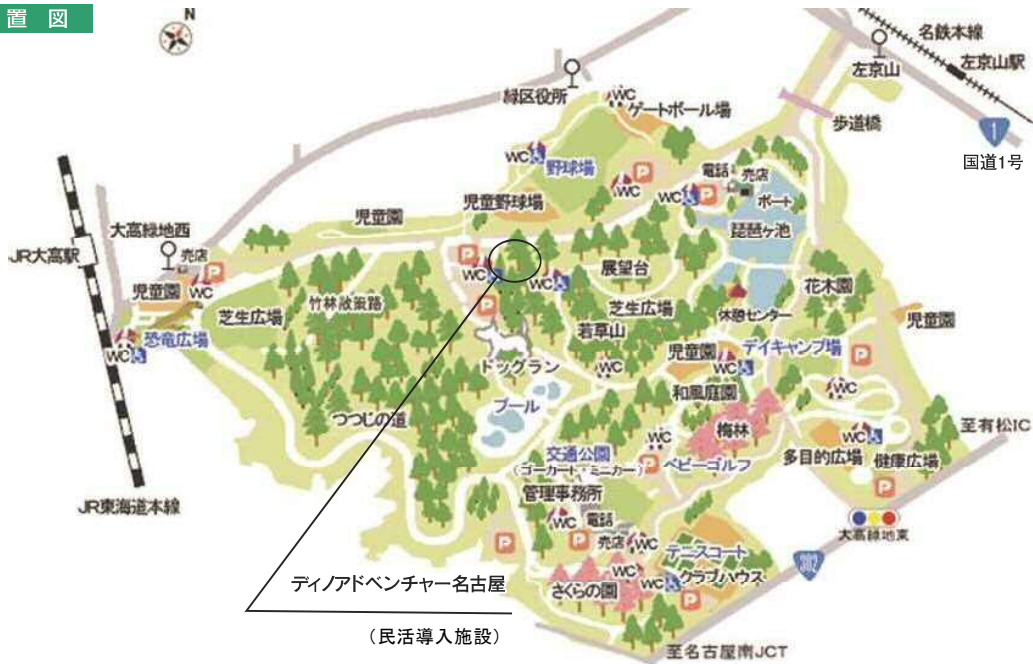 置 図
N
名鉄本線
左京山駅
左京山
緑区役所
WC
ゲートボール場
歩道橋
1
国道1号
WC
野球場
P
WC
電話
売店
WC
P
ボート
児童野球場
児童園
琵琶ヶ池
大高緑地西
JR大高駅
売店
P
P
WC
展望台
WC
児童園
WC
竹林散策路
芝生広場
花木園
芝生広場
P
休憩センター
児童園
若草山
恐竜広場
WC
児童園
デイキャンプ場
P
ドッグラン
WC
WC
和風庭園
WC
プール
つつじの道
梅林
至有松IC
交通公園
WC
多目的広場
WC
健康広場
(ゴーカート・ミニカー)
P
ベビーゴルフ
管理事務所
P
JR東海道本線
WC
電話
大高緑地東
P
P
売店
WC
テニスコート
302
ディノアドベンチャー名古屋
WC
WC
クラブハウス
さくらの園
P
(民活導入施設)
至名古屋南JCT